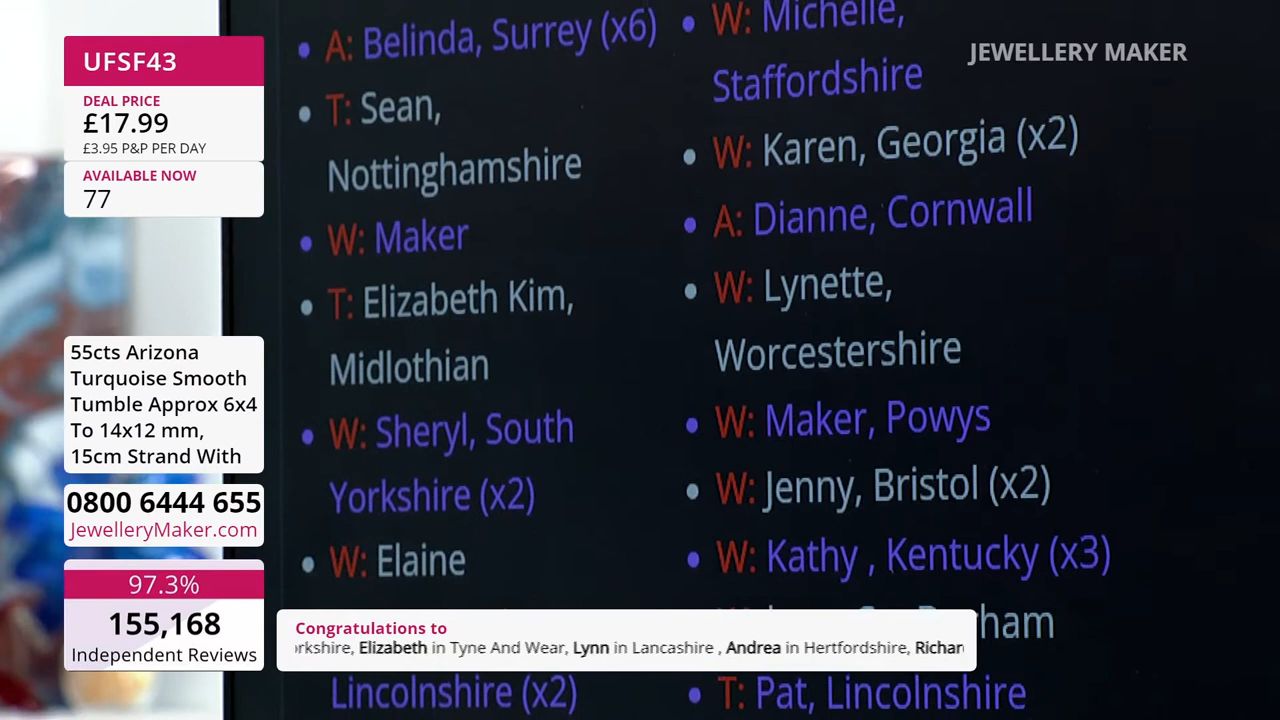 UFSF43
DEAL PRICE
£17.99
£3.95 P&P PER DAY
AVAILABLE NOW
77
55cts Arizona
Turquoise Smooth
Tumble Approx 6x4
To 14x12 mm,
15cm Strand With
0800 6444 655
JewelleryMaker.com
97.3%
155,168
Independent Reviews
• A: Belinda, Surrey (x6)
• T: Sean,
Nottinghamshire
• W: Maker
• T: Elizabeth Kim,
Midlothian
• W: Sheryl, South
Yorkshire (x2)
• W: Elaine
Lincolnshire (x2)
• W: Michelle,
Staffordshire
• W: Karen, Georgia (x2)
• A: Dianne, Cornwall
• W: Lynette,
Worcestershire
• W: Maker, Powys
• W: Jenny, Bristol (x2)
• W: Kathy , Kentucky (x3)
• T: Pat, Lincolnshire
JEWELLERY MAKER
Congratulations to
orkshire, Elizabeth in Tyne And Wear, Lynn in Lancashire , Andrea in Hertfordshire, Richar